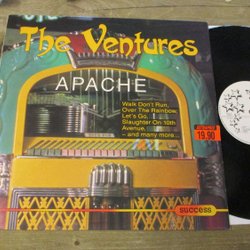 The Ventures
APACHE
Walk Don't Run,
Over The Rainbow,
Let's Go,
Slaughter On 10th
Avenue,
– and many more...
19,90
success